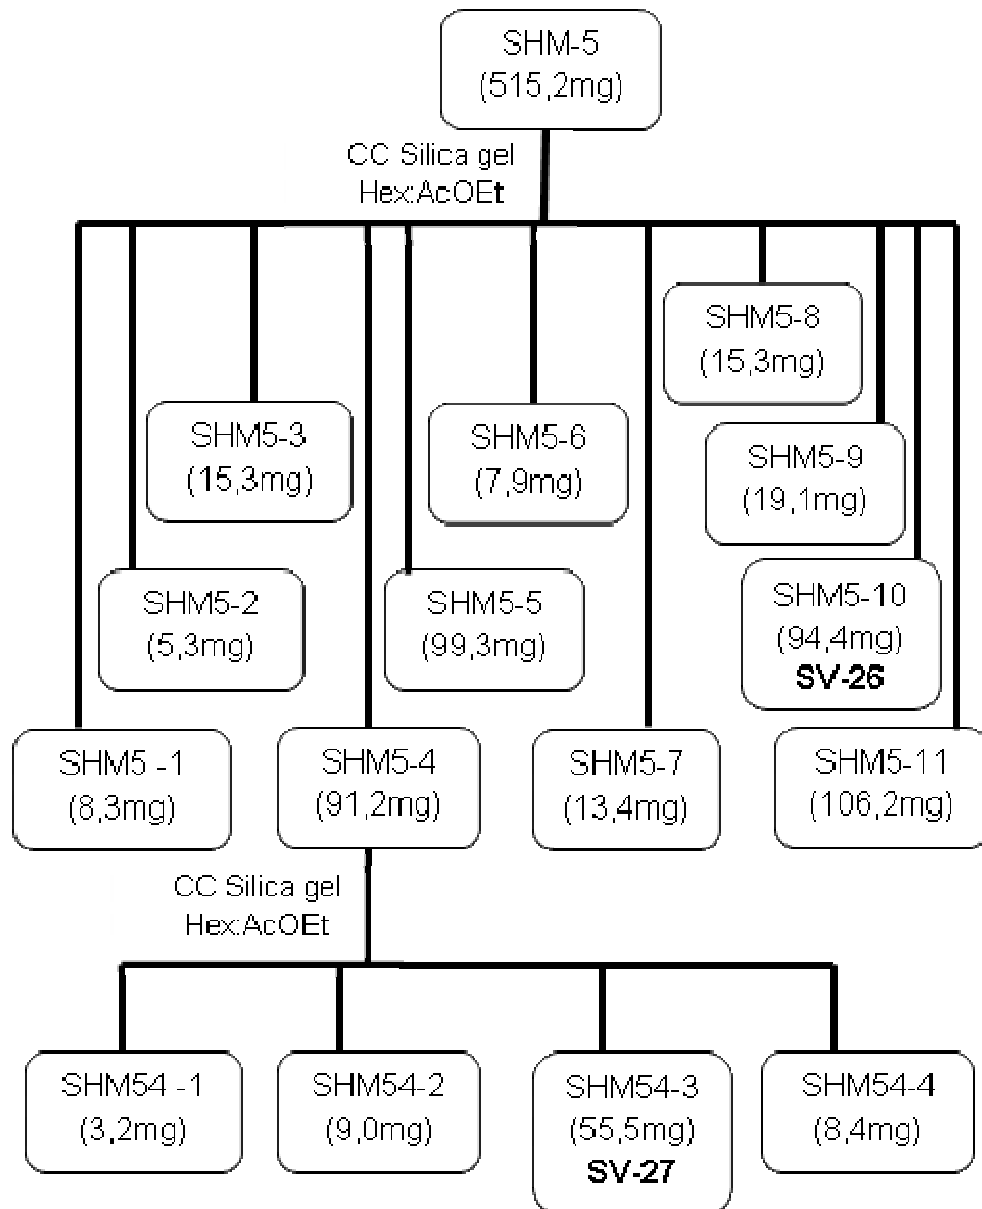 SHM-5
(515,2mg)
CC Silica gel
Hex:AcOEt
SHM5-8
(15,3mg)
SHM5-3
(15,3mg)
SHM5-6
(7,9mg)
SHM5-9
(19,1mg)
SHM5-2
(5,3mg)
SHM5-5
(99,3mg)
SHM5-10
(94,4mg)
SV-26
SHM5 -1
(8,3mg)
SHM5-4
(91,2mg)
SHM5-7
(13,4mg)
SHM5-11
(106,2mg)
CC Silica gel
Hex:AcOEt
SHM54 -1
(3,2mg)
SHM54-2
(9,0mg)
SHM54-3
(55,5mg)
SV-27
SHM54-4
(8,4mg)